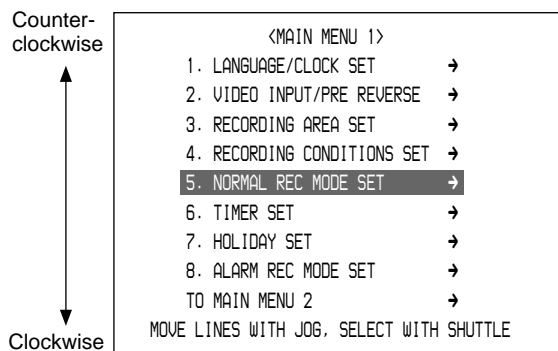 Counter-
clockwise
<MAIN MENU 1>
1. LANGUAGE/CLOCK SET →
2. VIDEO INPUT/PRE REVERSE →
3. RECORDING AREA SET →
4. RECORDING CONDITIONS SET →
5. NORMAL REC MODE SET →
6. TIMER SET →
7. HOLIDAY SET →
8. ALARM REC MODE SET →
TO MAIN MENU 2 →
MOVE LINES WITH JOG, SELECT WITH SHUTTLE
Clockwise